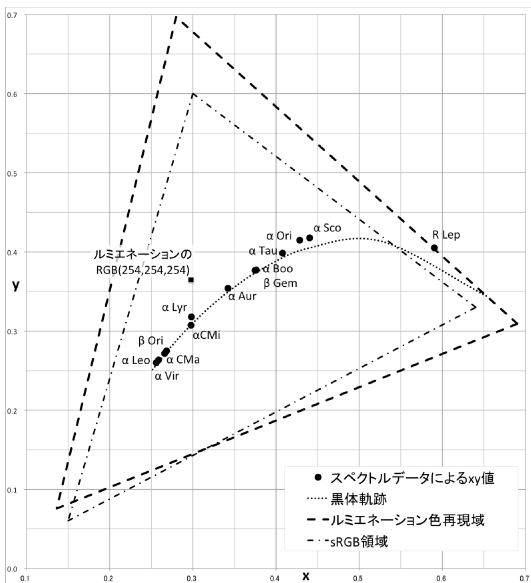 0.7
0.6
0.5
0.4
0.3
0.2
0.1
0.0
y
0.1
0.2
0.3
0.4
0.5
0.6
0.7
x
ルミエネーションの
RGB(254,254,254)
α Ori
α Sco
R Lep
α Tau
α Boo
β Gem
α Aur
α Lyr
αCMi
β Ori
α Leo
α CMa
α Vir
スペクトルデータによるxy値
黒体軌跡
ルミエネーション色再現域
sRGB領域